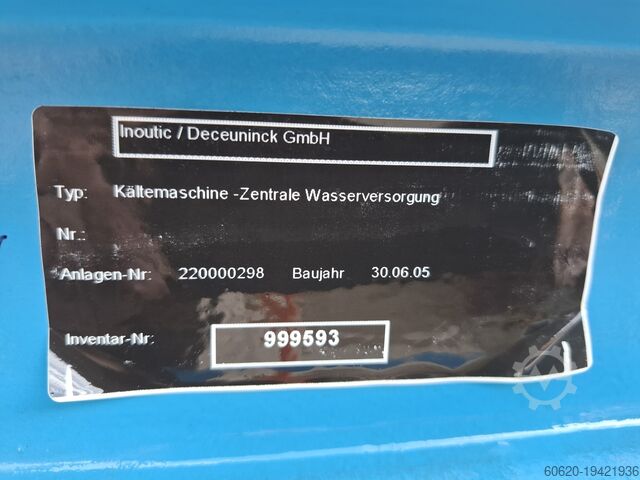 Inoutic / Deceuninck GmbH
Typ: Kältemaschine -Zentrale Wasserversorgung
Nr.:
Anlagen-Nr: 220000298 Baujahr 30.06.05
Inventar-Nr: 999593
60620-19421936